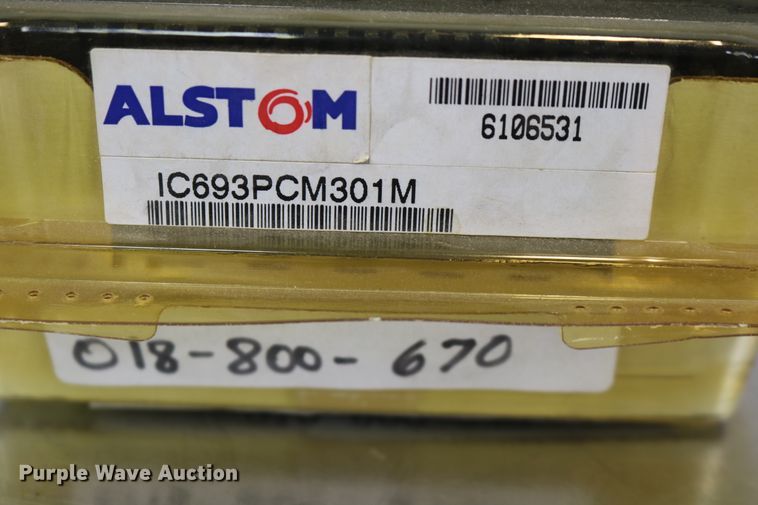 ALSTOM
6106531
IC693PCM301M
018-800-670
Purple Wave Auction